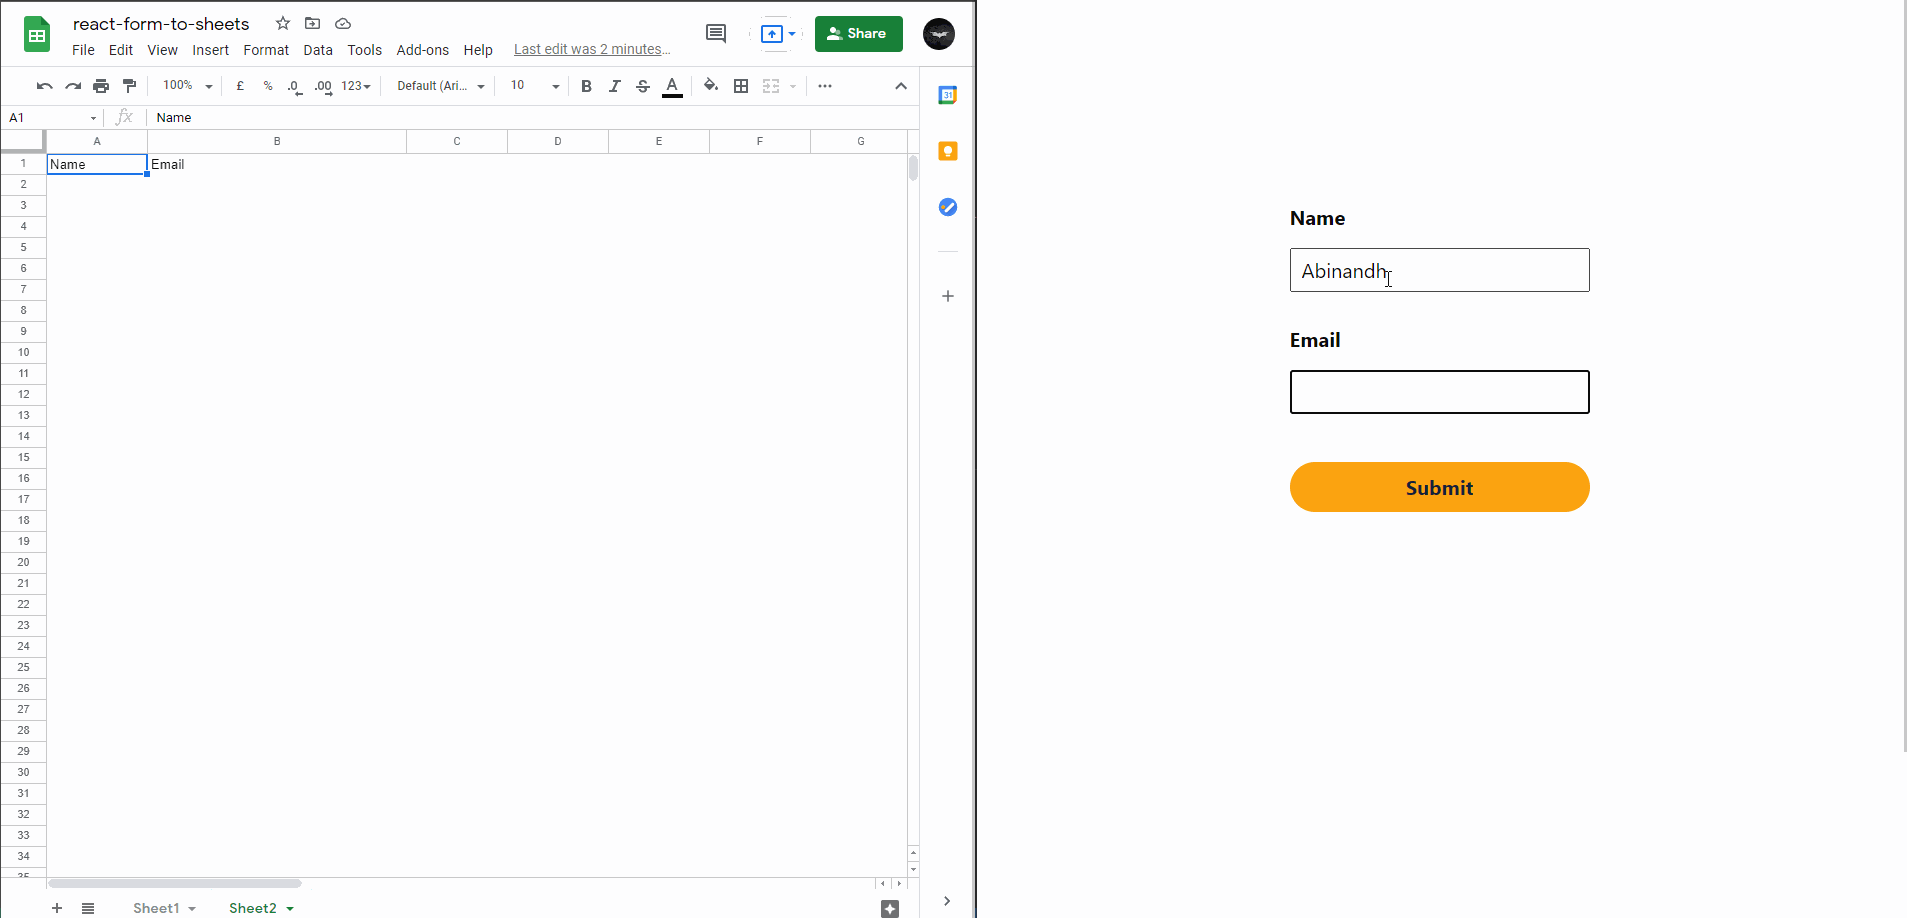 react-form-to-sheets
File Edit View Insert Format Data Tools Add-ons Help Last edit was 2 minutes...
Share
100% £ % .0 .00 123 Default (Ari... 10 B I S A
31
A1 fx Name
A B C D E F G
1 Name Email
2
3
4
5
6
7
8
9
10
11
12
13
14
15
16
17
18
19
20
21
22
23
24
25
26
27
28
29
30
31
32
33
34
35
Sheet1 Sheet2
Name
Abinandh
Email
Submit